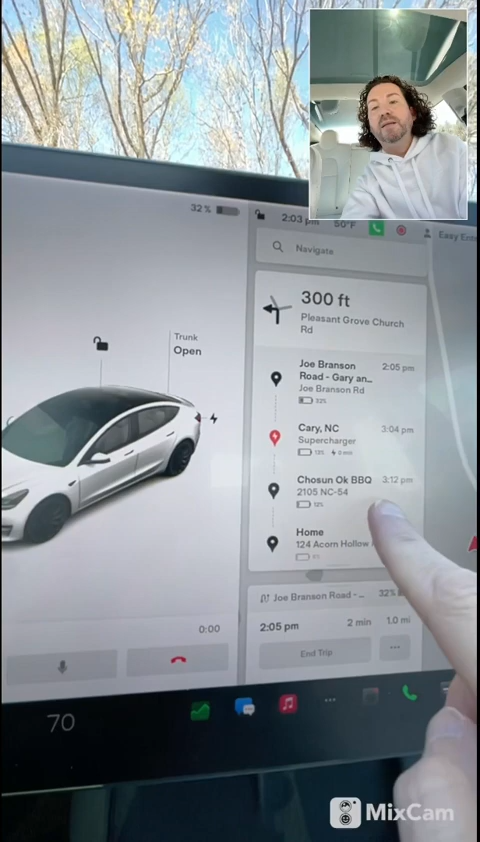 32%
2:03 pm 50°F
Easy
Navigate
300 ft
Pleasant Grove Church
Rd
Trunk
Open
Joe Branson
Road - Gary an...
Joe Branson Rd
2:05 pm
32%
Cary, NC
3:04 pm
Supercharger
Chosun Ok BBQ
3:12 pm
2105 NC-54
12%
Home
124 Acorn Hollow
Joe Branson Road -...
32%
2:05 pm 2 min 1.0 mi
0:00
End Trip
70
MixCam